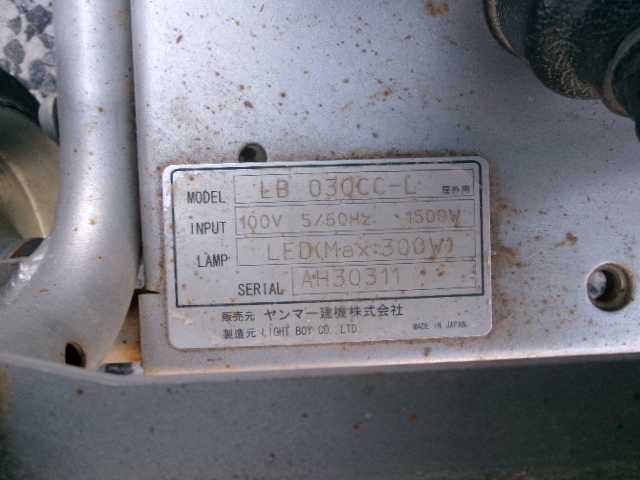 MODEL LB 030CC-L 屋外用
INPUT 100V 5/60Hz 1500W
LAMP LED(Max:300W)
SERIAL AH30311
販売元 ヤンマー建機株式会社
製造元 LIGHT BOY CO., LTD. MADE IN JAPAN